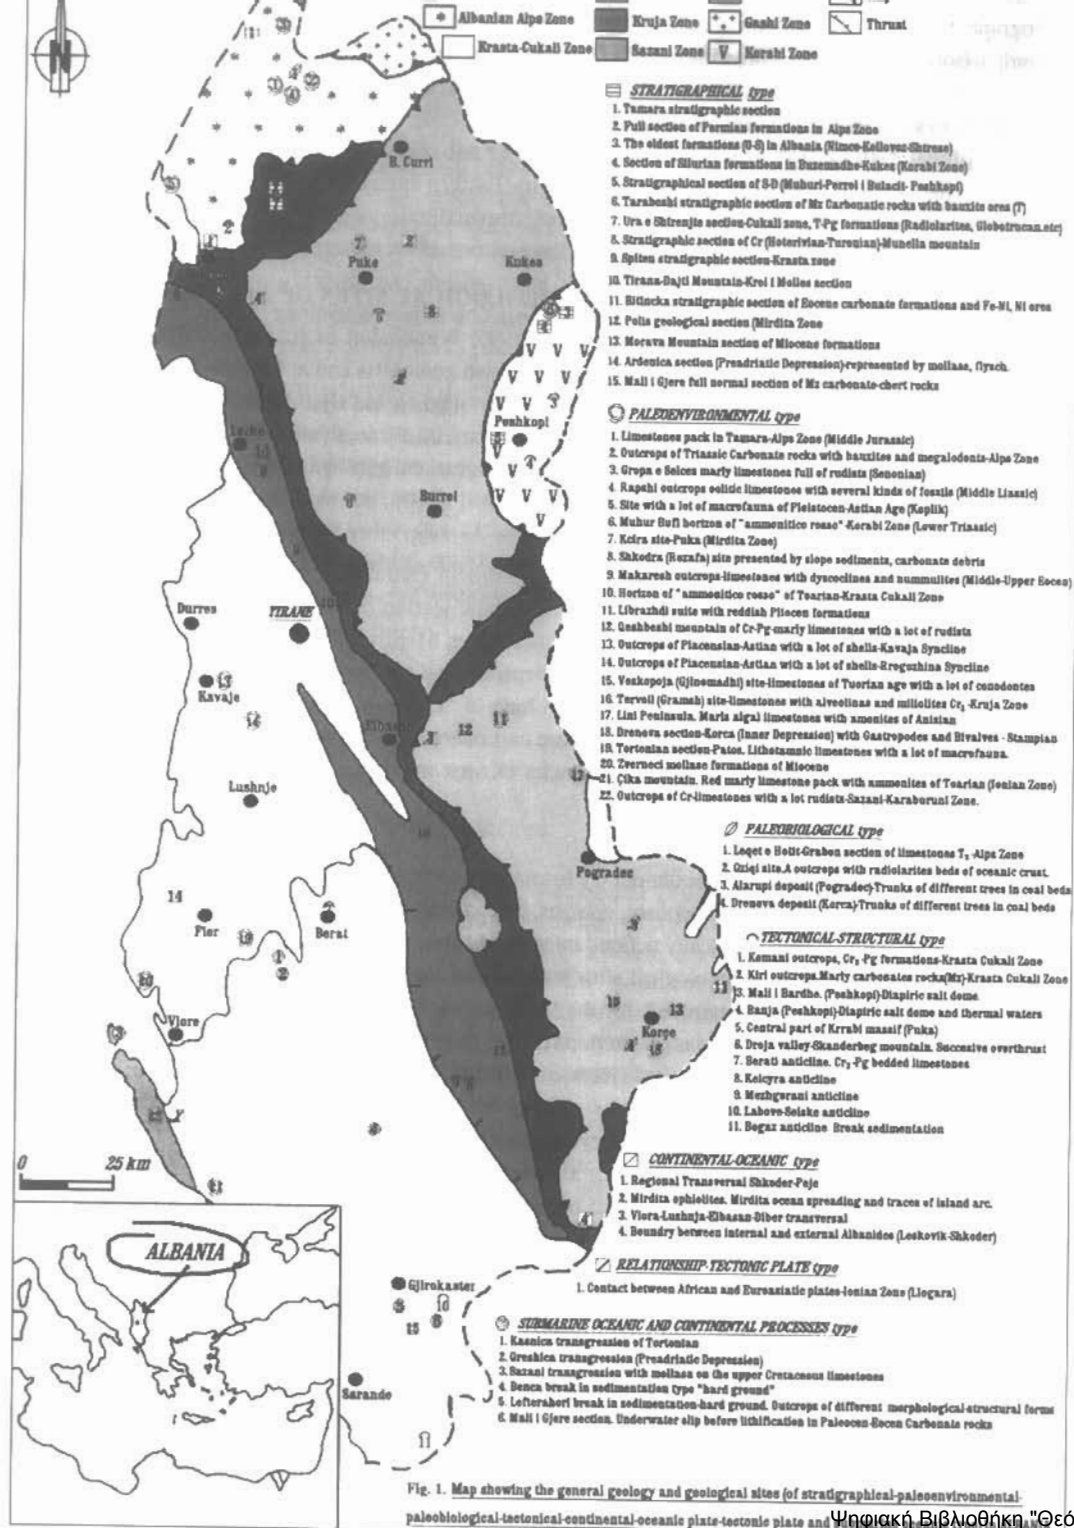 Albanian Alps Zone
Kruja Zone
Gashi Zone
Thrust
Krasta-Cukali Zone
Sazani Zone
Korabi Zone
STRATIGRAPHICAL type
1. Tamara stratigraphic section
2. Full section of Permian formations in Alps Zone
3. The oldest formations (O-S) in Albania (Nimce-Kollovoz-Shtrese)
4. Section of Silurian formations in Buzemadhe-Kukes (Korabi Zone)
5. Stratigraphical section of S-D (Muhuri-Perroi i Bulacit- Peshkopi)
6. Taraboshi stratigraphic section of Mz Carbonatic rocks with bauxite ores (T)
7. Ura e Shtrenjte section-Cukali zone, T-Pg formations (Radiolarites, Globotruncan.etc)
8. Stratigraphic section of Cr (Hoterivian-Turonian)-Munella mountain
9. Spiten stratigraphic section-Krasta zone
10. Tirana-Dajti Mountain-Kroi i Molles section
11. Bitincka stratigraphic section of Eocene carbonate formations and Fe-Ni, Ni ores
12. Polis geological section (Mirdita Zone
13. Morava Mountain section of Miocene formations
14. Ardenica section (Preadriatic Depression)-represented by mollase, flysch.
15. Mali i Gjere full normal section of Mz carbonate-chert rocks
PALEOENVIRONMENTAL type
1. Limestones pack in Tamara-Alps Zone (Middle Jurassic)
2. Outcrops of Triassic Carbonate rocks with bauxites and megalodonts-Alps Zone
3. Gropa e Selces marly limestones full of rudists (Senonian)
4. Rapshi outcrops oolitic limestones with several kinds of fossils (Middle Liassic)
5. Site with a lot of macrofauna of Pleistocen-Astian Age (Koplik)
6. Muhur Bufi horizon of "ammonitico rosso" -Korabi Zone (Lower Triassic)
7. Kcira site-Puka (Mirdita Zone)
8. Shkodra (Rozafa) site presented by slope sediments, carbonate debris
9. Makaresh outcrops-limestones with dyscoclines and nummulites (Middle-Upper Eocen)
10. Horizon of "ammonitico rosso" of Toarian-Krasta Cukali Zone
11. Librazhdi suite with reddish Pliocen formations
12. Qeshbeshi mountain of Cr-Pg-marly limestones with a lot of rudists
13. Outcrops of Piacensian-Astian with a lot of shells-Kavaja Syncline
14. Outcrops of Piacensian-Astian with a lot of shells-Rrogozhina Syncline
15. Voskopoja (Gjinomadhi) site-limestones of Tuorian age with a lot of conodontes
16. Tervoli (Gramsh) site-limestones with alveolinas and miliolites Cr₂ -Kruja Zone
17. Lini Peninsula. Marls algal limestones with amonites of Anisian
18. Drenova section-Korca (Inner Depression) with Gastropodes and Bivalves - Stampian
19. Tortonian section-Patos. Lithotamnic limestones with a lot of macrofauna.
20. Zverneci mollase formations of Miocene
21. Çika mountain. Red marly limestone pack with ammonites of Toarian (Ionian Zone)
22. Outcrops of Cr-limestones with a lot rudists-Sazani-Karaburuni Zone.
PALEOBIOLOGICAL type
1. Leqet e Hotit-Graben section of limestones T₂ -Alps Zone
2. Qziqi site.A outcrops with radiolarites beds of oceanic crust.
3. Alarupi deposit (Pogradec)-Trunks of different trees in coal beds
4. Drenova deposit (Korca)-Trunks of different trees in coal beds
TECTONICAL-STRUCTURAL type
1. Komani outcrops, Cr₂ -Pg formations-Krasta Cukali Zone
2. Kiri outcrops.Marly carbonates rocks(Mz)-Krasta Cukali Zone
3. Mali i Bardhe. (Peshkopi)-Diapiric salt dome.
4. Banja (Peshkopi)-Diapiric salt dome and thermal waters
5. Central part of Krrabi massif (Puka)
6. Droja valley-Skanderbeg mountain. Succesive overthrust
7. Berati anticline. Cr₂ -Pg bedded limestones
8. Kelcyra anticline
9. Mezhgorani anticline
10. Labove-Selske anticline
11. Bogaz anticline Break sedimentation
CONTINENTAL-OCEANIC type
1. Regional Transversal Shkoder-Peje
2. Mirdita ophiolites. Mirdita ocean spreading and traces of island arc.
3. Vlora-Lushnja-Elbasan-Diber transversal
4. Boundry between internal and external Albanides (Leskovik-Shkoder)
RELATIONSHIP-TECTONIC PLATE type
1. Contact between African and Euroasiatic plates-Ionian Zone (Llogara)
SUBMARINE OCEANIC AND CONTINENTAL PROCESSES type
1. Kasnica transgression of Tortonian
2. Greshica transgression (Preadriatic Depression)
3. Sazani transgression with mollasa on the upper Cretaceous limestones
4. Benca break in sedimentation type "hard ground"
5. Lefterohori break in sedimentation-hard ground. Outcrops of different morphological-structural forms
6. Mali i Gjere section. Underwater slip before lithification in Paleocen-Eocen Carbonate rocks
B. Curri
Puke
Kukes
Peshkopi
Burrel
Durres
TIRANE
Kavaje
Elbasan
Lushnje
Pogradec
Fier
Berat
Vlore
Korçe
Gjirokaster
Sarande
0 25 km
ALBANIA
Fig. 1. Map showing the general geology and geological sites (of stratigraphical-paleoenvironmental-
paleobiological-tectonical-continental-oceanic plate-tectonic plate and
Ψηφιακή Βιβλιοθήκη "Θεό